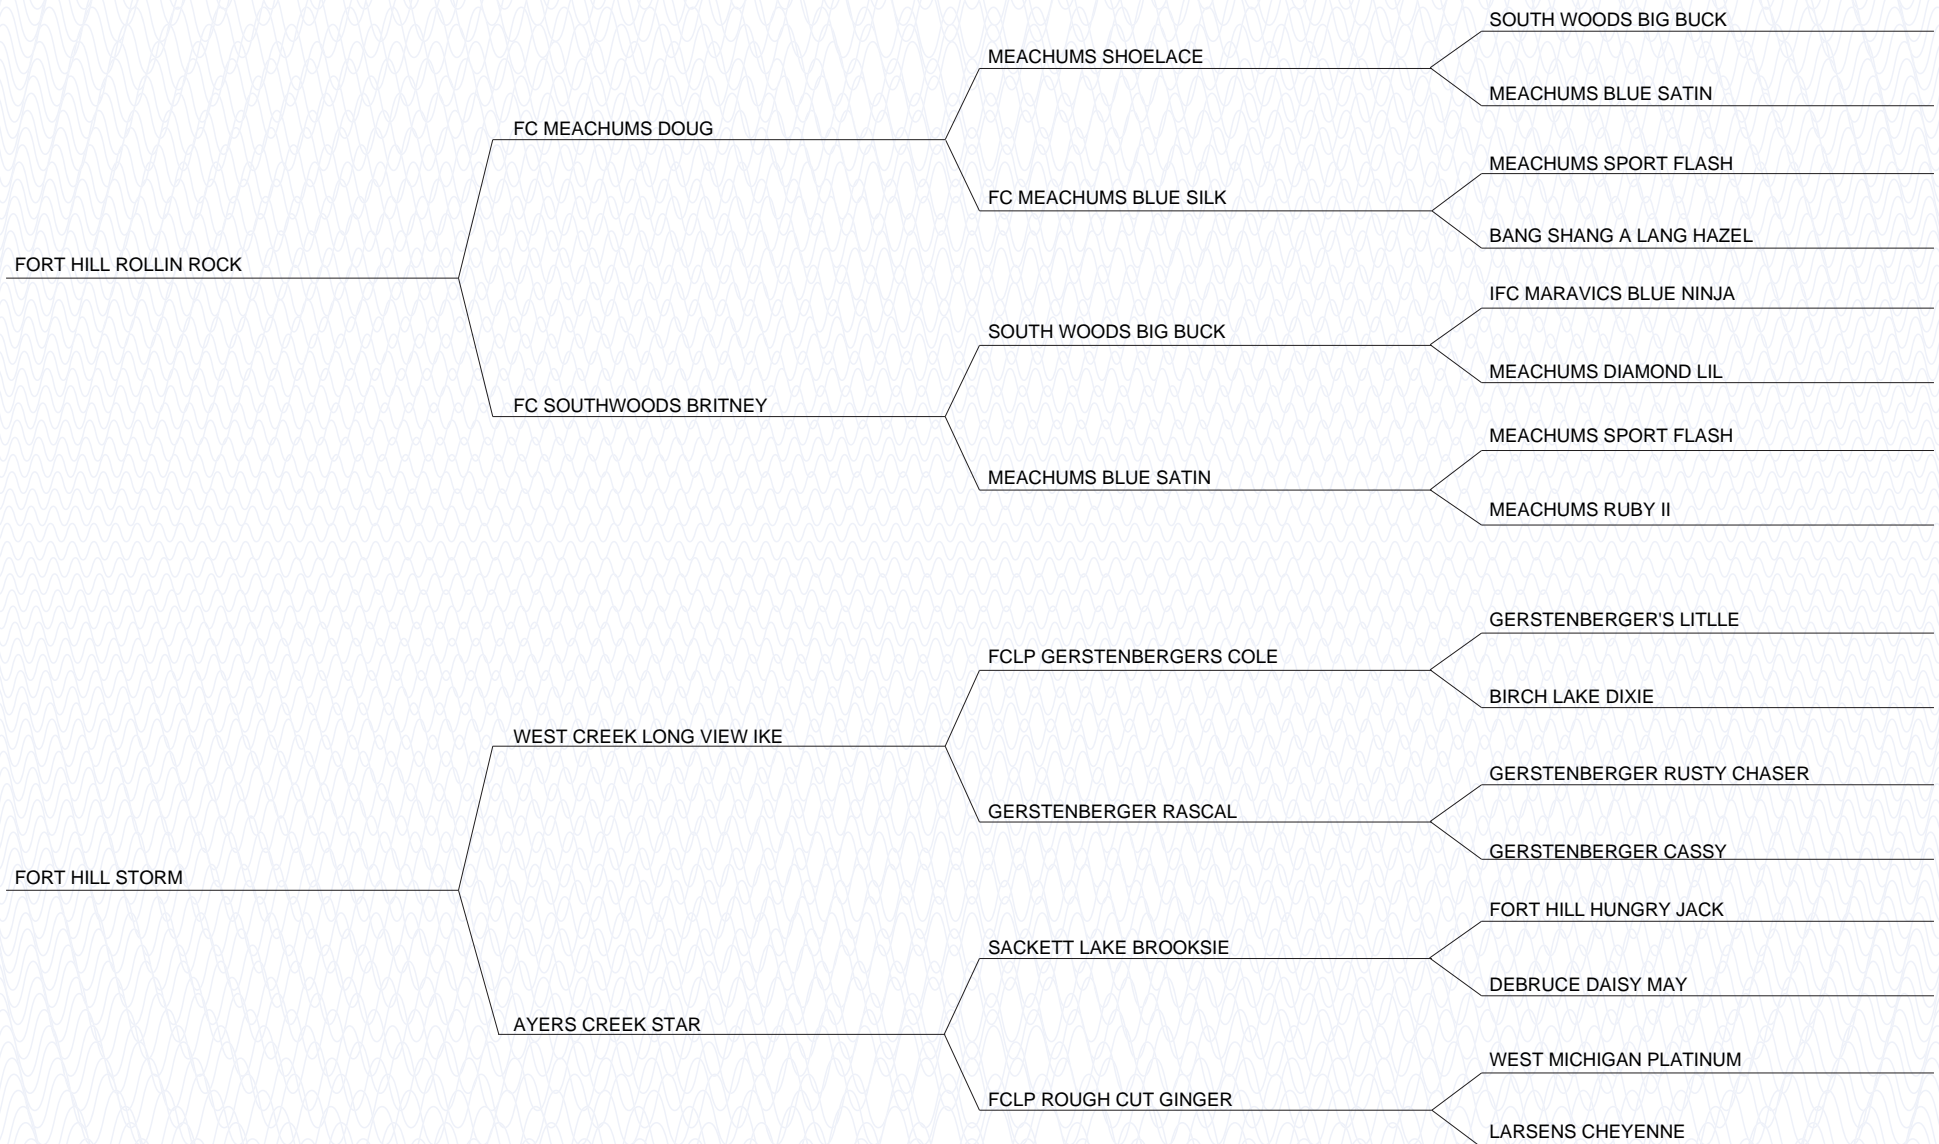 SOUTH WOODS BIG BUCK
MEACHUMS SHOELACE
MEACHUMS BLUE SATIN
FC MEACHUMS DOUG
MEACHUMS SPORT FLASH
FC MEACHUMS BLUE SILK
BANG SHANG A LANG HAZEL
FORT HILL ROLLIN ROCK
IFC MARAVICS BLUE NINJA
SOUTH WOODS BIG BUCK
MEACHUMS DIAMOND LIL
FC SOUTHWOODS BRITNEY
MEACHUMS SPORT FLASH
MEACHUMS BLUE SATIN
MEACHUMS RUBY II
GERSTENBERGER'S LITLLE
FCLP GERSTENBERGERS COLE
BIRCH LAKE DIXIE
WEST CREEK LONG VIEW IKE
GERSTENBERGER RUSTY CHASER
GERSTENBERGER RASCAL
GERSTENBERGER CASSY
FORT HILL STORM
FORT HILL HUNGRY JACK
SACKETT LAKE BROOKSIE
DEBRUCE DAISY MAY
AYERS CREEK STAR
WEST MICHIGAN PLATINUM
FCLP ROUGH CUT GINGER
LARSENS CHEYENNE